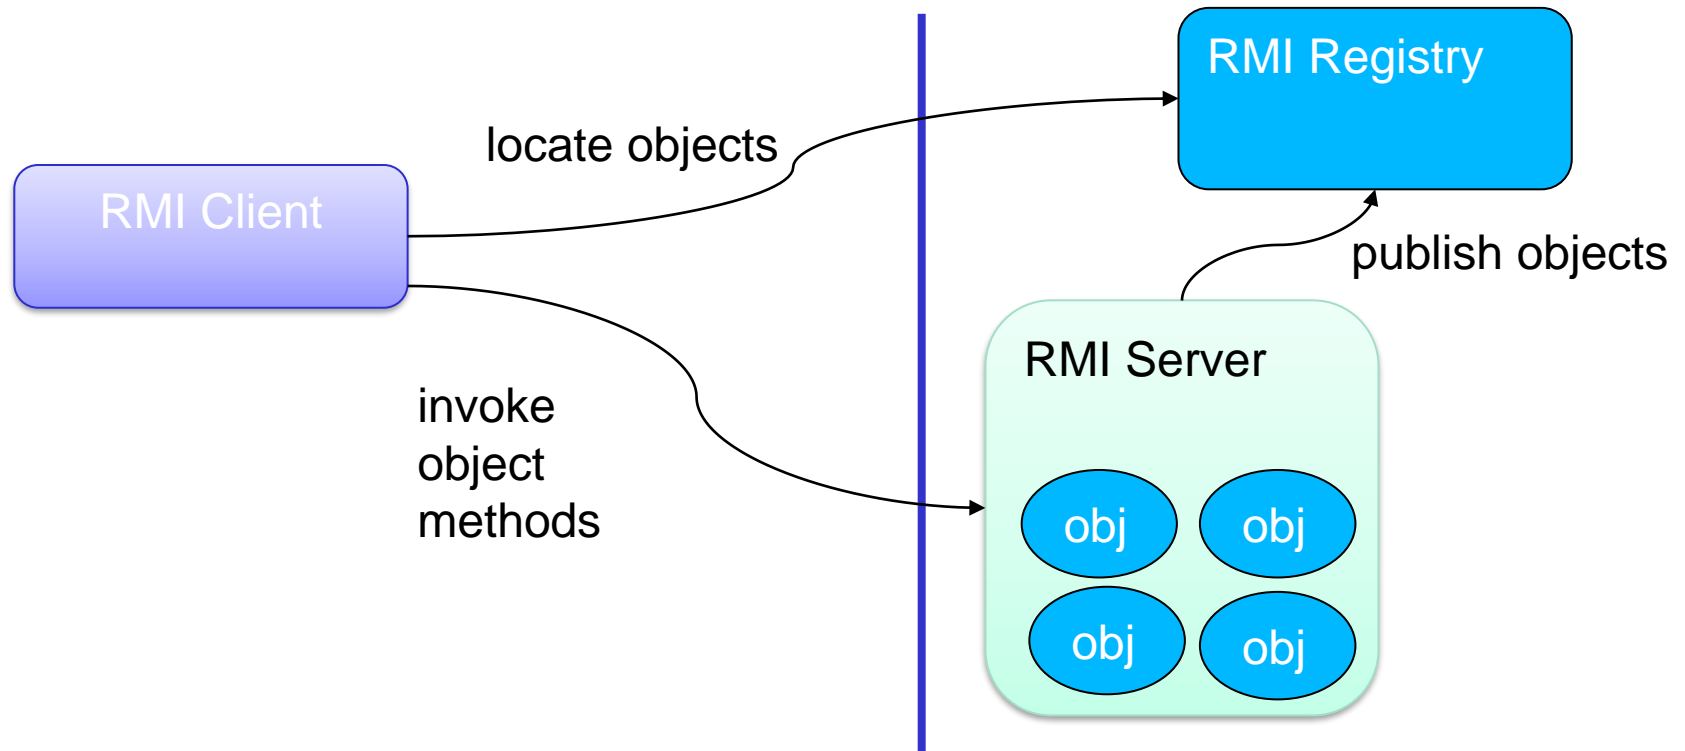 RMI Registry
locate objects
RMI Client
publish objects
RMI Server
invoke
object
methods
obj
obj
obj
obj